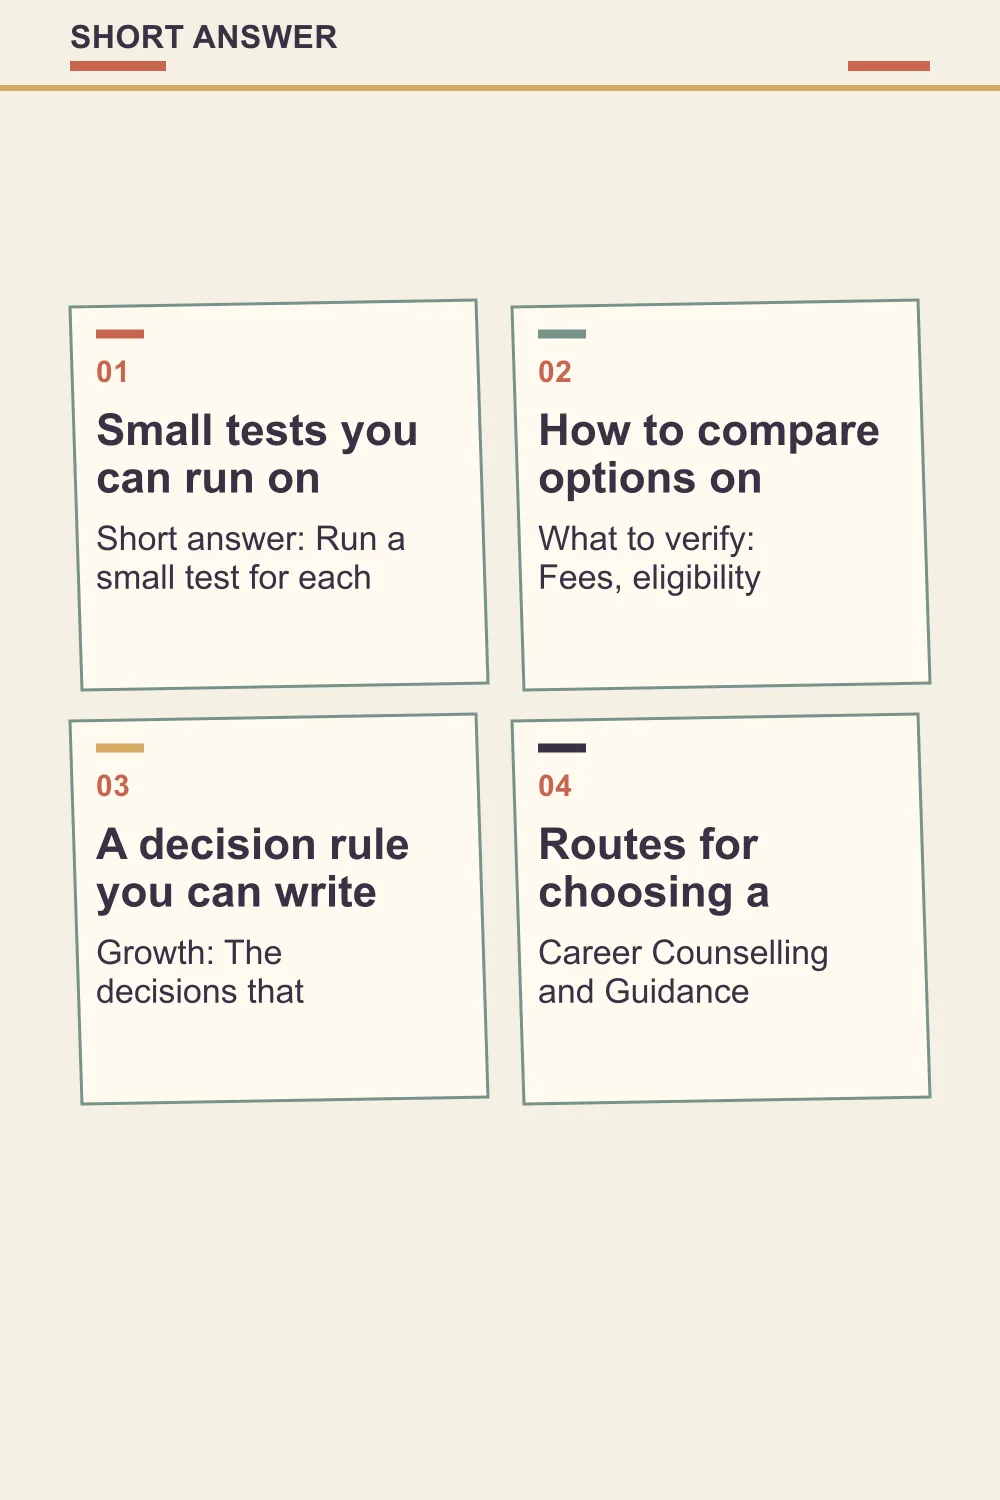 SHORT ANSWER
01
Small tests you
can run on
Short answer: Run a
small test for each
02
How to compare
options on
What to verify:
Fees, eligibility
03
A decision rule
you can write
Growth: The
decisions that
04
Routes for
choosing a
Career Counselling
and Guidance